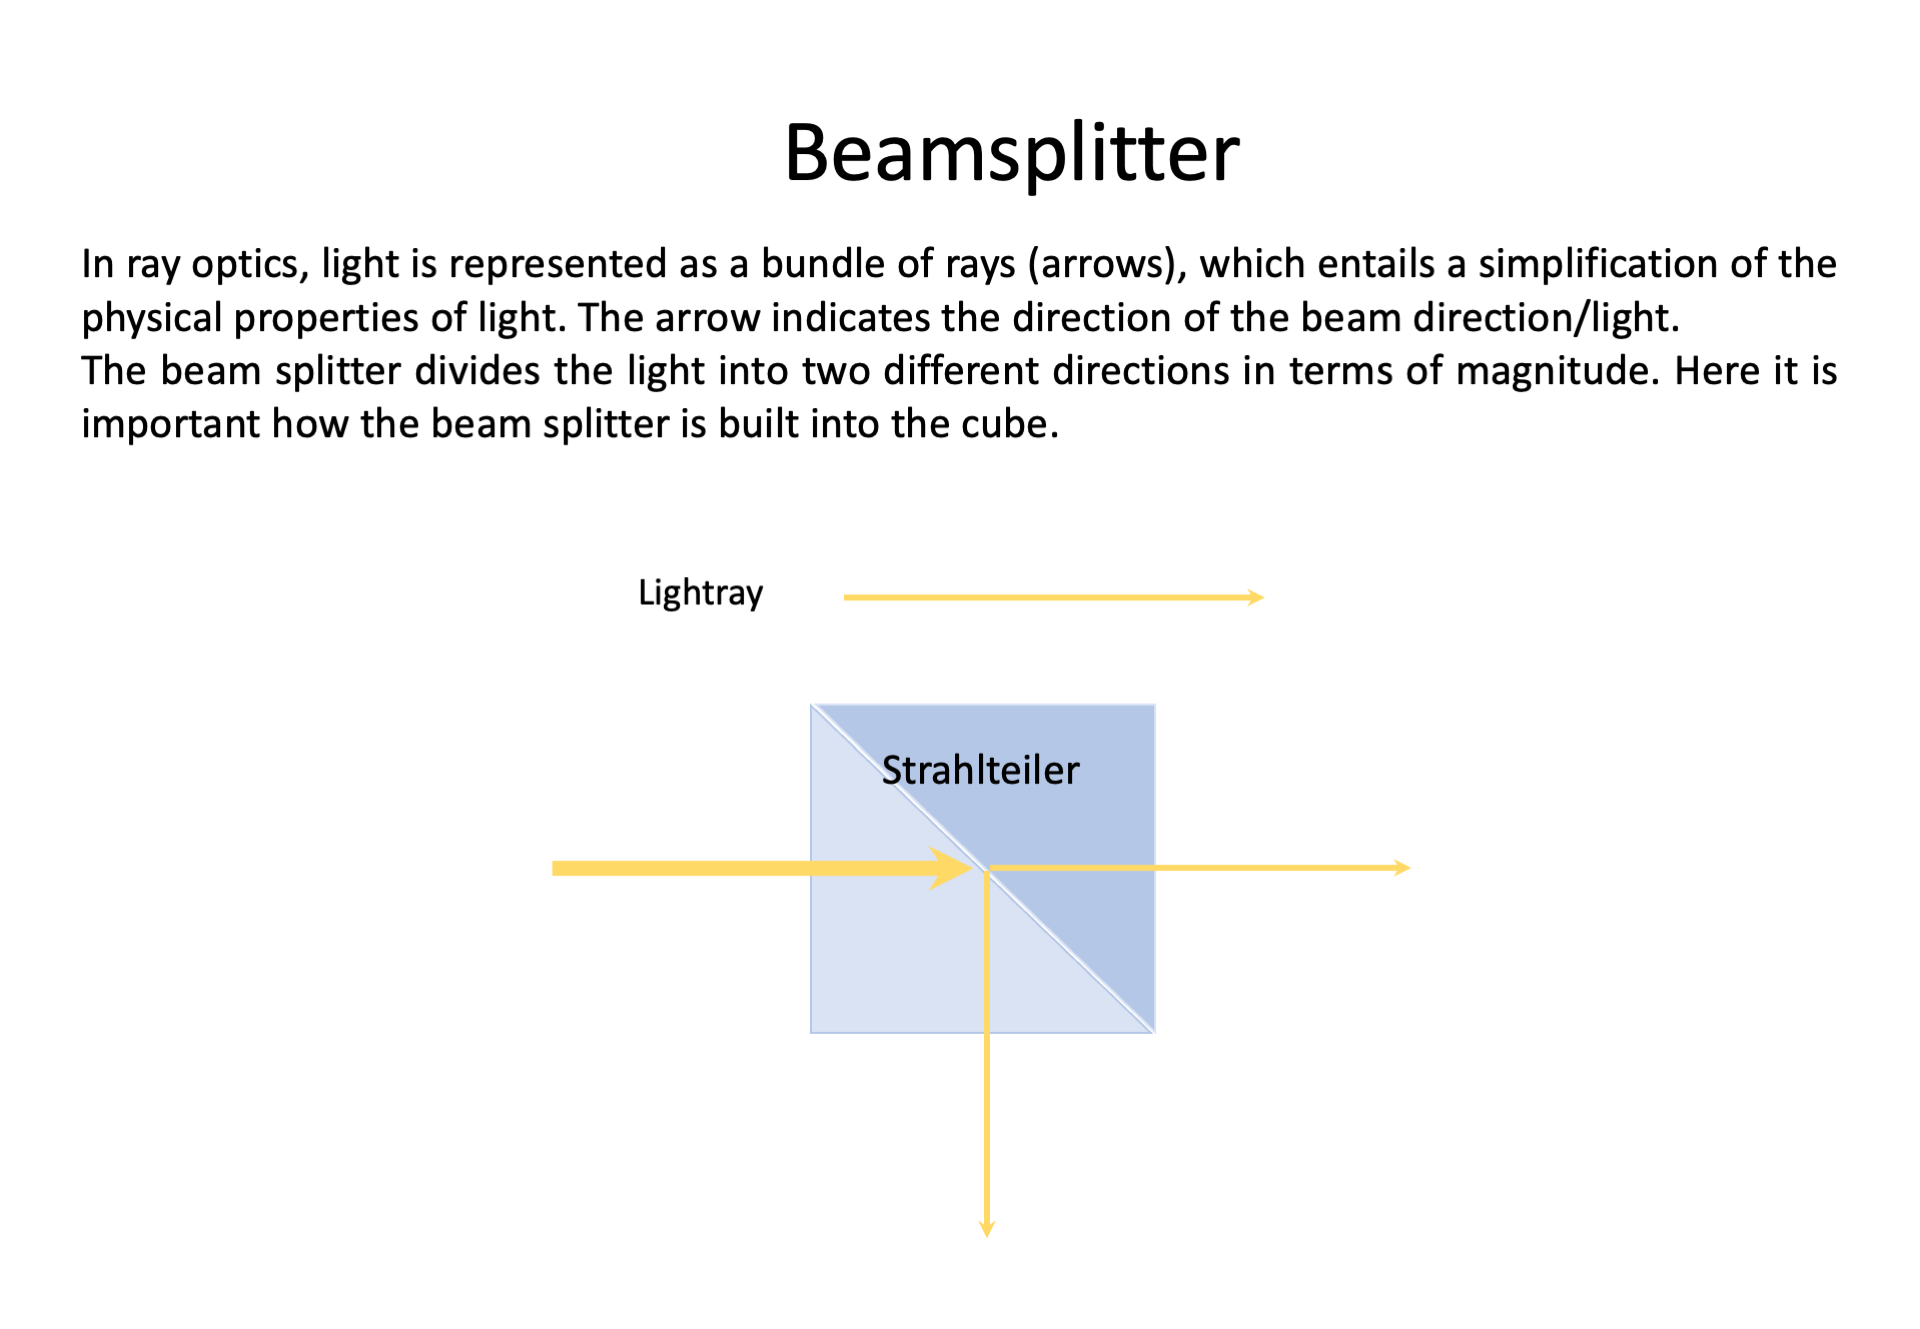 Beamsplitter
In ray optics, light is represented as a bundle of rays (arrows), which entails a simplification of the
physical properties of light. The arrow indicates the direction of the beam direction/light.
The beam splitter divides the light into two different directions in terms of magnitude. Here it is
important how the beam splitter is built into the cube.
Lightray
Strahlteiler